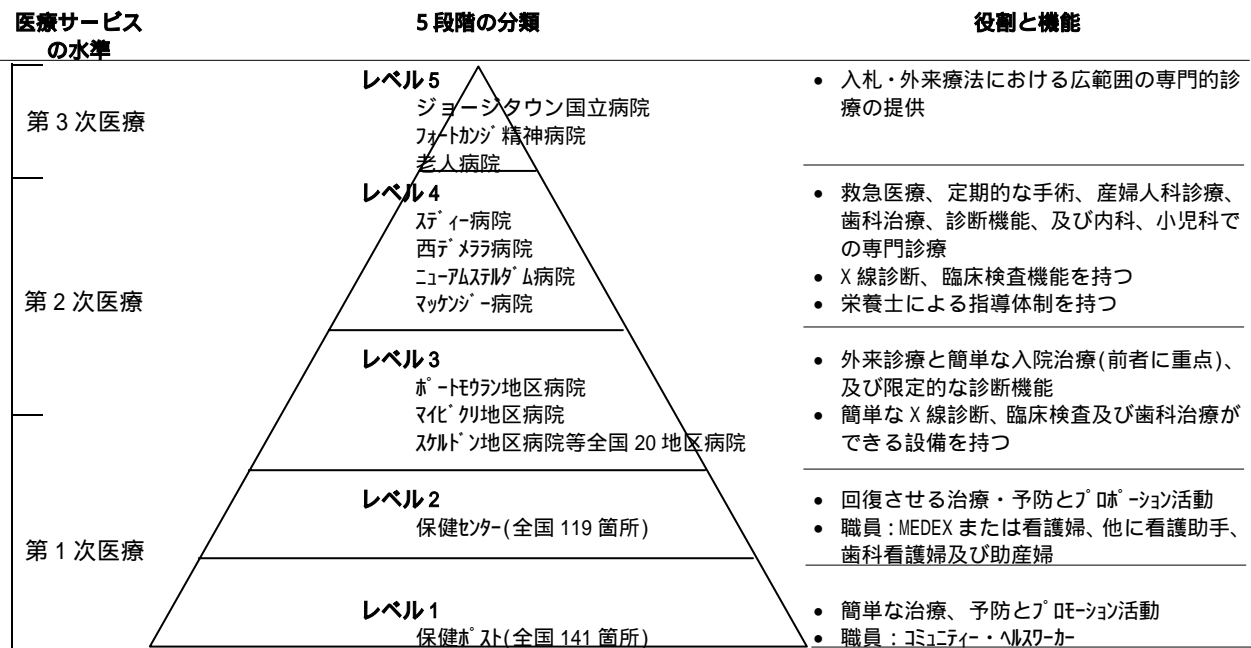 医療サービス
の水準
5段階の分類
役割と機能
第3次医療
レベル5
ジョージタウン国立病院
フォートカンジ゛精神病院
老人病院
• 入札・外来療法における広範囲の専門的診
療の提供
第2次医療
レベル4
スデ゛ィー病院
西デ゛メララ病院
ニューアムステルダ゛ム病院
マッケンジ゛ー病院
• 救急医療、定期的な手術、産婦人科診療、
歯科治療、診断機能、及び内科、小児科で
の専門診療
• X線診断、臨床検査機能を持つ
• 栄養士による指導体制を持つ
レベル3
ホ゜ートモウラン地区病院
マイビ゛クリ地区病院
スケルド゛ン地区病院等全国20地区病院
• 外来診療と簡単な入院治療(前者に重点)、
及び限定的な診断機能
• 簡単なX線診断、臨床検査及び歯科治療が
できる設備を持つ
第1次医療
レベル2
保健センター(全国119箇所)
• 回復させる治療・予防とプロポーション活動
• 職員:MEDEXまたは看護婦、他に看護助手、
歯科看護婦及び助産婦
レベル1
保健ポスト(全国141箇所)
• 簡単な治療、予防とプロモーション活動
• 職員:コミュニティー・ヘルスワーカー